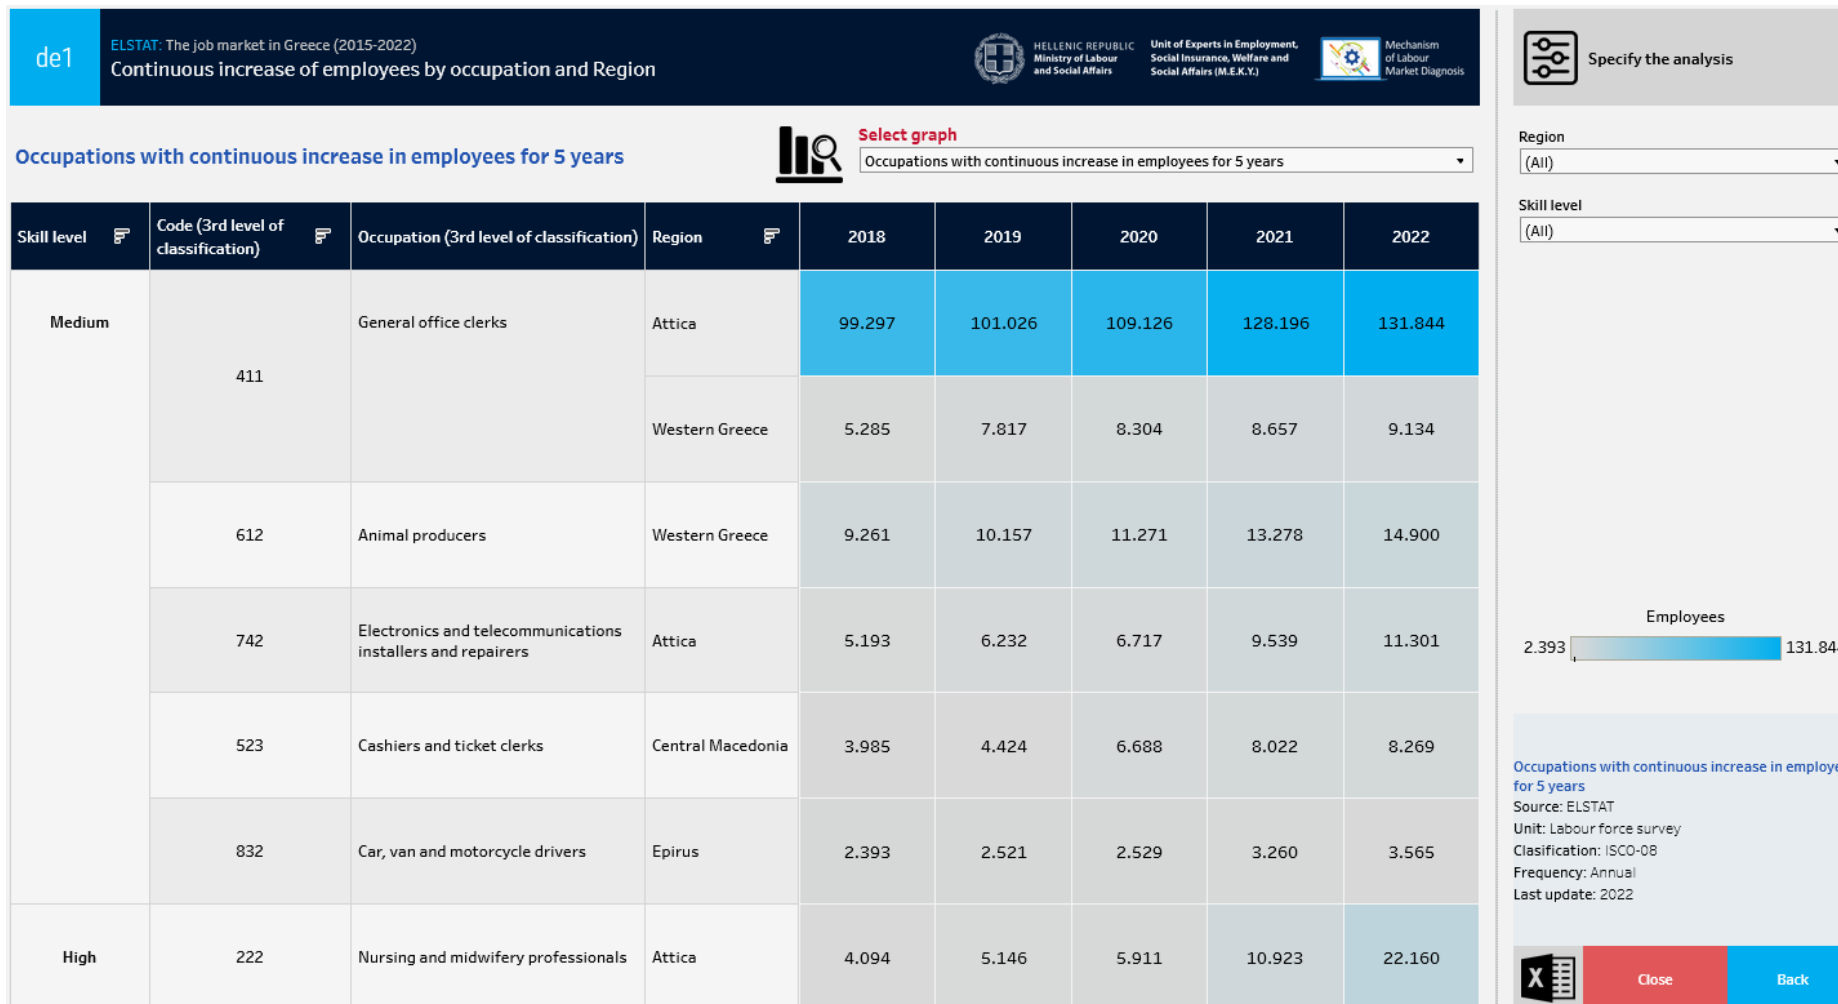 de1
ELSTAT: The job market in Greece (2015-2022)
Continuous increase of employees by occupation and Region
HELLENIC REPUBLIC
Ministry of Labour
and Social Affairs
Unit of Experts in Employment,
Social Insurance, Welfare and
Social Affairs (M.E.K.Y.)
Mechanism
of Labour
Market Diagnosis
Specify the analysis
Occupations with continuous increase in employees for 5 years
Select graph
Occupations with continuous increase in employees for 5 years
Region
(All)
Skill level
(All)
Skill level Code (3rd level of classification) Occupation (3rd level of classification) Region 2018 2019 2020 2021 2022
Medium 411 General office clerks Attica 99.297 101.026 109.126 128.196 131.844
Western Greece 5.285 7.817 8.304 8.657 9.134
612 Animal producers Western Greece 9.261 10.157 11.271 13.278 14.900
742 Electronics and telecommunications installers and repairers Attica 5.193 6.232 6.717 9.539 11.301
523 Cashiers and ticket clerks Central Macedonia 3.985 4.424 6.688 8.022 8.269
832 Car, van and motorcycle drivers Epirus 2.393 2.521 2.529 3.260 3.565
High 222 Nursing and midwifery professionals Attica 4.094 5.146 5.911 10.923 22.160
Employees
2.393 131.84
Occupations with continuous increase in employe
for 5 years
Source: ELSTAT
Unit: Labour force survey
Clasification: ISCO-08
Frequency: Annual
Last update: 2022
X
Close
Back